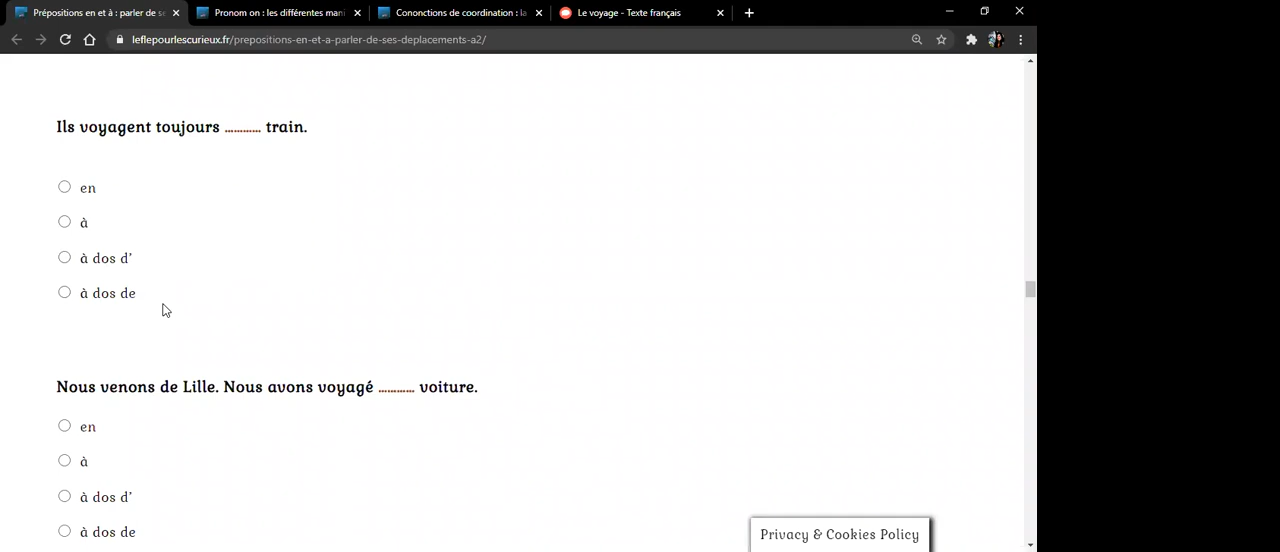 Prépositions en et à : parler de se
Pronom on : les différentes mani
Cononctions de coordination : la
Le voyage - Texte français
leflepourlescurieux.fr/prepositions-en-et-a-parler-de-ses-deplacements-a2/
Ils voyagent toujours ............ train.
en
à
à dos d'
à dos de
Nous venons de Lille. Nous avons voyagé ............ voiture.
en
à
à dos d'
à dos de
Privacy & Cookies Policy